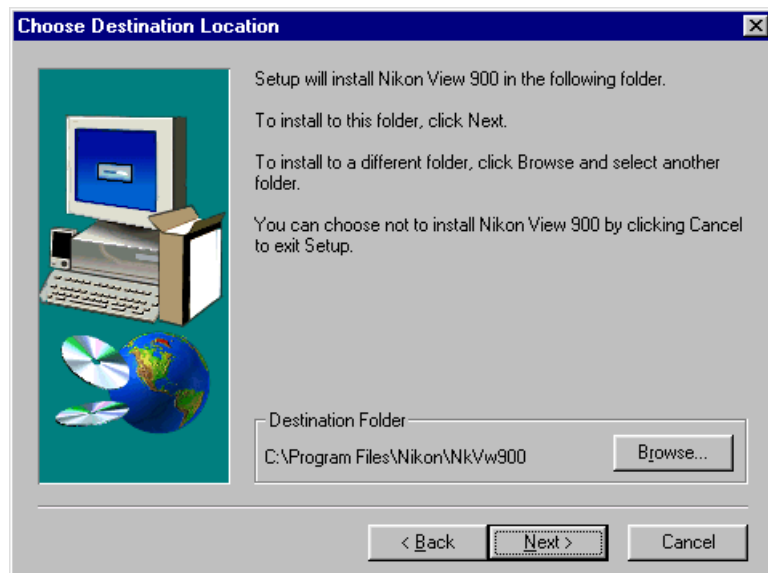 Choose Destination Location
Setup will install Nikon View 900 in the following folder.
To install to this folder, click Next.
To install to a different folder, click Browse and select another
folder.
You can choose not to install Nikon View 900 by clicking Cancel
to exit Setup.
Destination Folder
C:\Program Files\Nikon\NkVw900
Browse...
< Back
Next >
Cancel